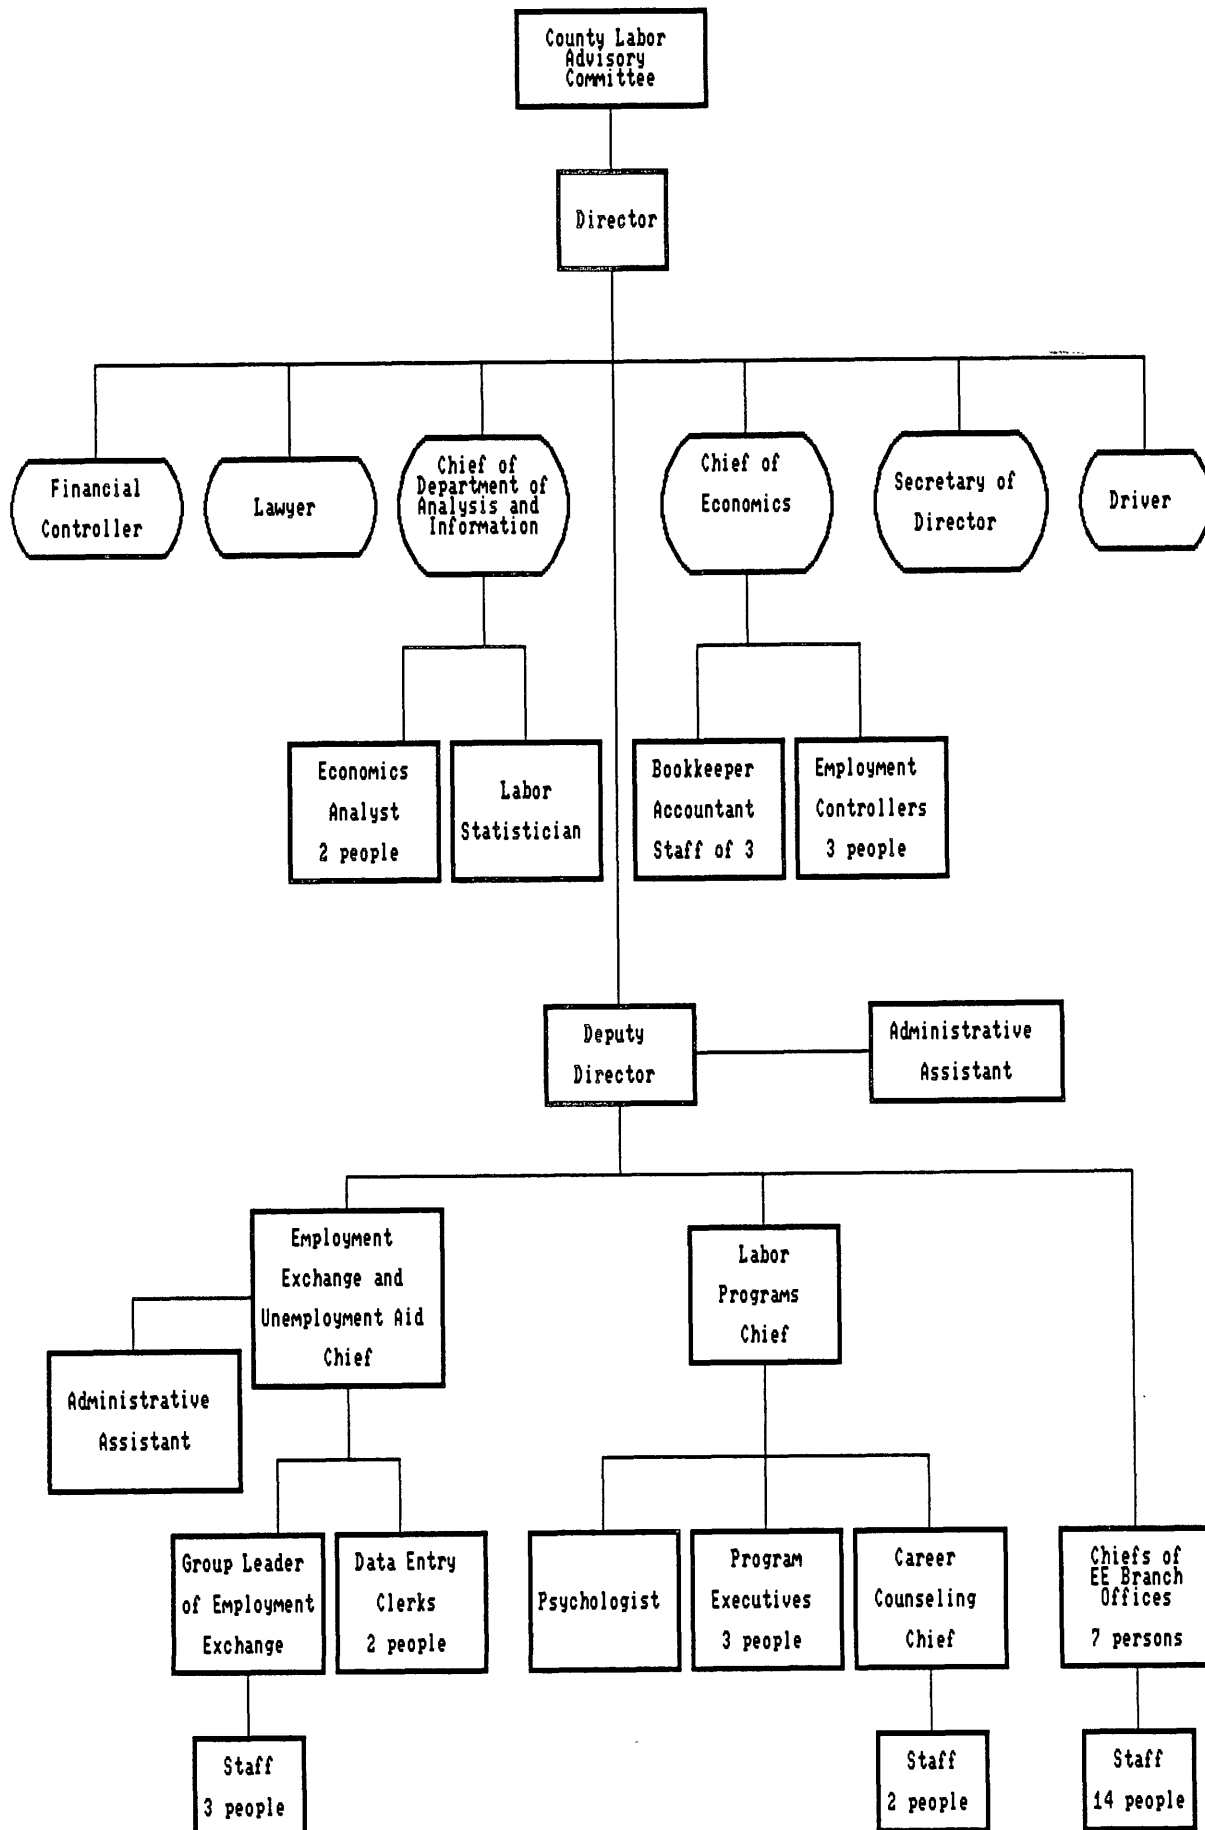 County Labor
Advisory
Committee
Director
Financial
Controller
Lawyer
Chief of
Department of
Analysis and
Information
Chief of
Economics
Secretary of
Director
Driver
Economics
Analyst
2 people
Labor
Statistician
Bookkeeper
Accountant
Staff of 3
Employment
Controllers
3 people
Deputy
Director
Administrative
Assistant
Employment
Exchange and
Unemployment Aid
Chief
Labor
Programs
Chief
Administrative
Assistant
Group Leader
of Employment
Exchange
Data Entry
Clerks
2 people
Psychologist
Program
Executives
3 people
Career
Counseling
Chief
Chiefs of
EE Branch
Offices
7 persons
Staff
3 people
Staff
2 people
Staff
14 people